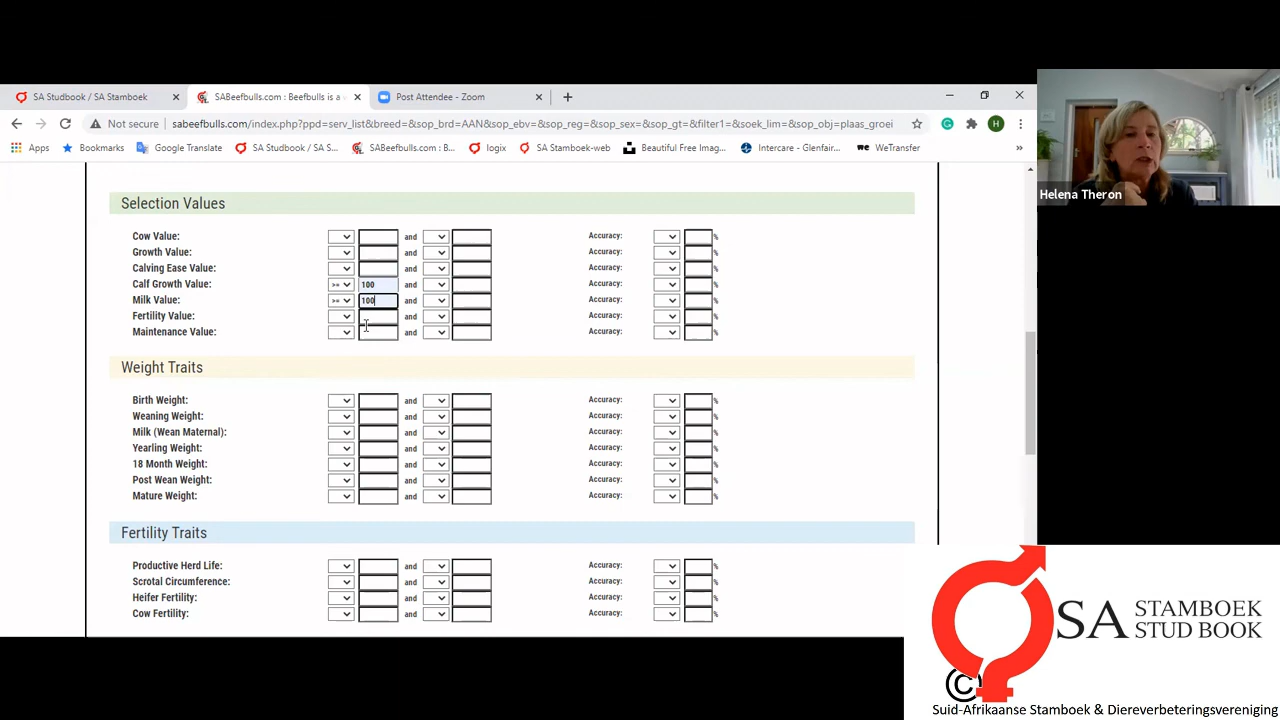 SA Studbook / SA Stamboek
SABeefbulls.com : Beefbulls is a v
Post Attendee - Zoom
Not secure
sabeefbulls.com/index.php?ppd=serv_list&breed=&sop_brd=AAN&sop_ebv=&sop_reg=&sop_sex=&sop_gt=&filter1=&soek_lim=&sop_obj=plaas_groei
H
Apps
Bookmarks
Google Translate
SA Studbook / SA S...
SABeefbulls.com : B...
logix
SA Stamboek-web
Beautiful Free Imag...
Intercare - Glenfair...
WeTransfer
»
Helena Theron
Selection Values
Cow Value: and Accuracy: %
Growth Value: and Accuracy: %
Calving Ease Value: and Accuracy: %
Calf Growth Value: >= 100 and Accuracy: %
Milk Value: >= 100 and Accuracy: %
Fertility Value: and Accuracy: %
Maintenance Value: and Accuracy: %
Weight Traits
Birth Weight: and Accuracy: %
Weaning Weight: and Accuracy: %
Milk (Wean Maternal): and Accuracy: %
Yearling Weight: and Accuracy: %
18 Month Weight: and Accuracy: %
Post Wean Weight: and Accuracy: %
Mature Weight: and Accuracy: %
Fertility Traits
Productive Herd Life: and Accuracy: %
Scrotal Circumference: and Accuracy: %
Heifer Fertility: and Accuracy: %
Cow Fertility: and Accuracy: %
SA STAMBOEK
STUD BOOK
©
Suid-Afrikaanse Stamboek & Diereverbeteringsvereniging